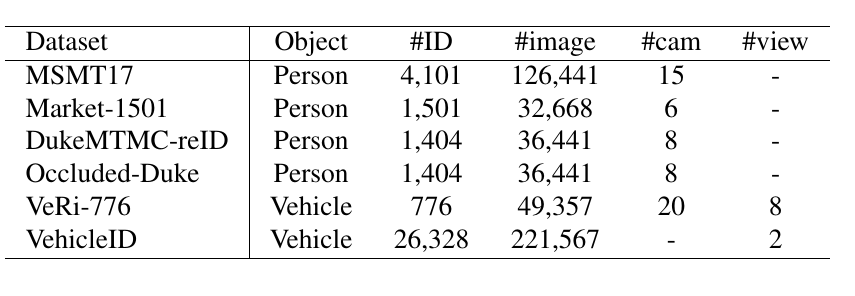 Dataset Object #ID #image #cam #view
MSMT17 Person 4,101 126,441 15 -
Market-1501 Person 1,501 32,668 6 -
DukeMTMC-reID Person 1,404 36,441 8 -
Occluded-Duke Person 1,404 36,441 8 -
VeRi-776 Vehicle 776 49,357 20 8
VehicleID Vehicle 26,328 221,567 - 2